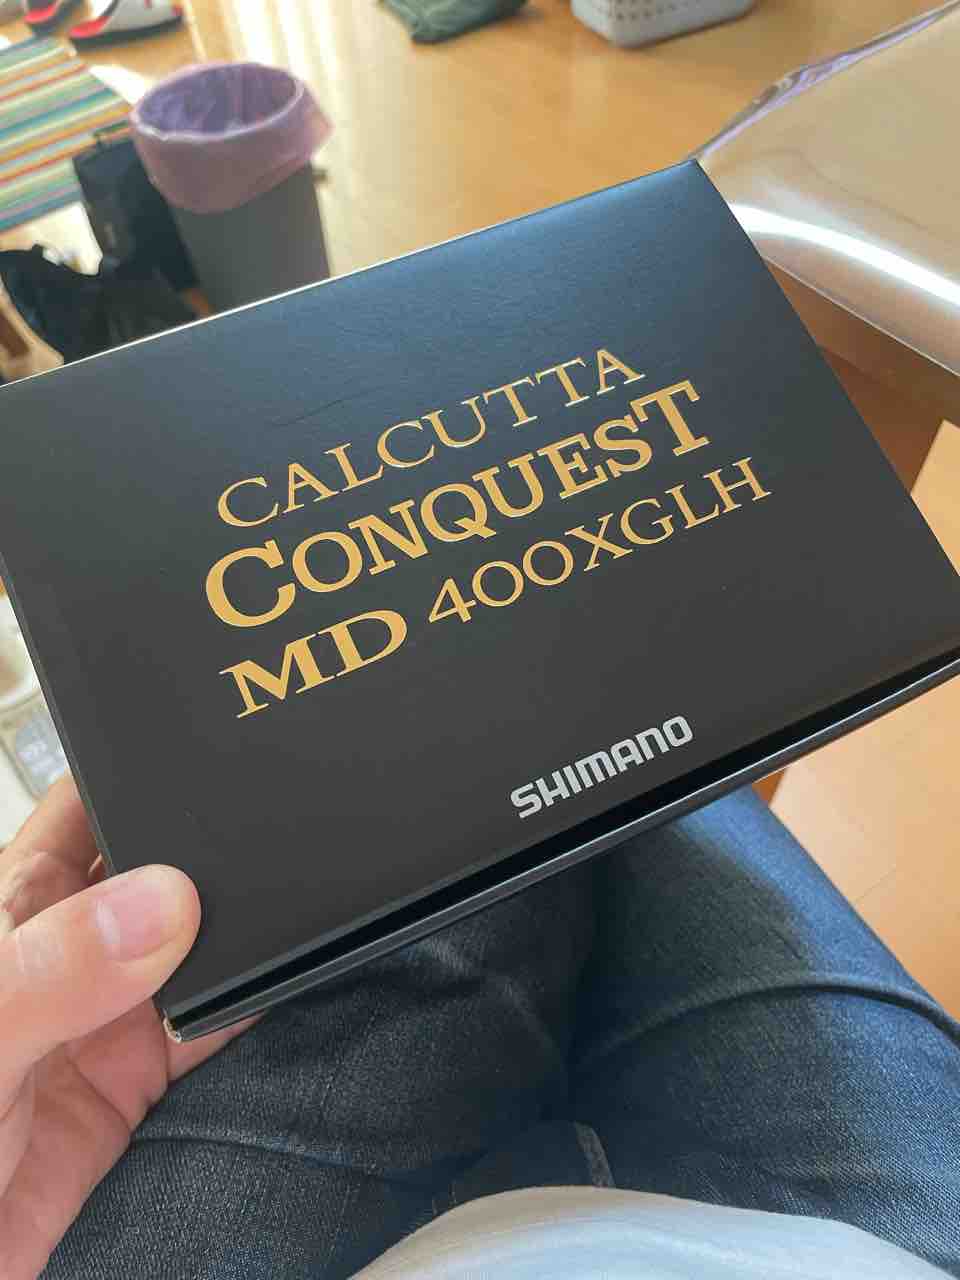 CALCUTTA
CONQUEST
MD 400XGLH
SHIMANO